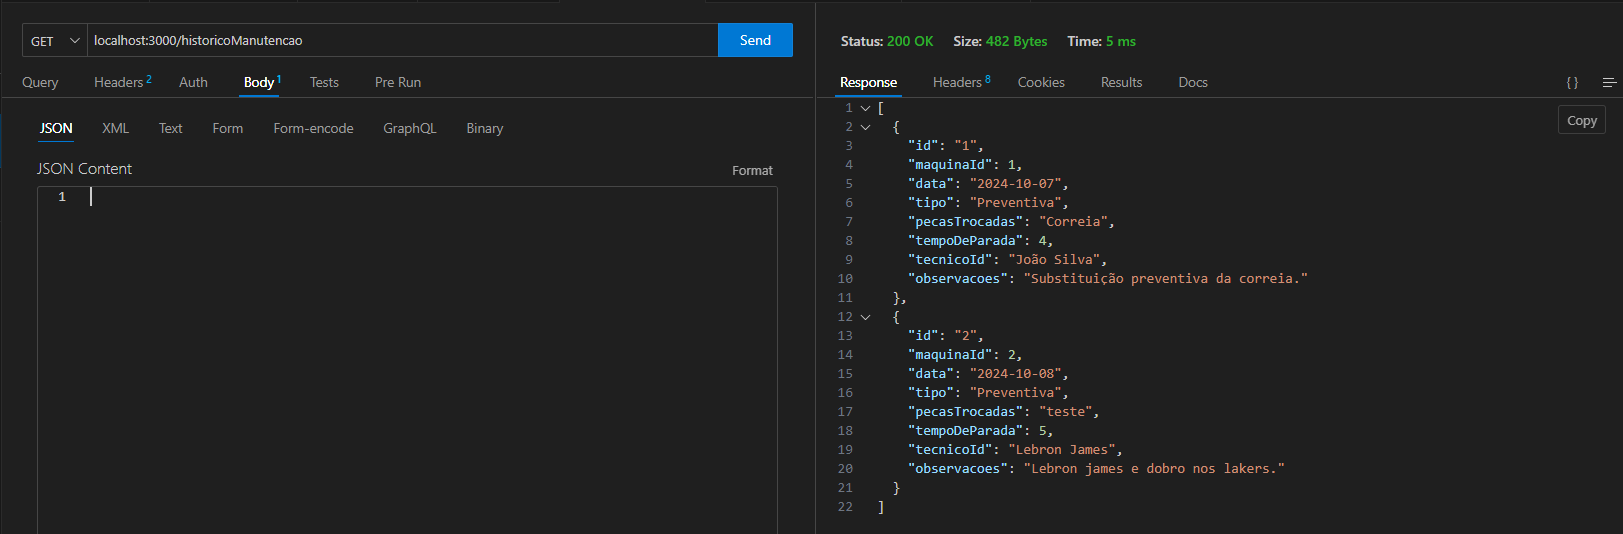 GET localhost:3000/historicoManutencao Send
Query Headers 2 Auth Body 1 Tests Pre Run
JSON XML Text Form Form-encode GraphQL Binary
JSON Content Format
1
Status: 200 OK Size: 482 Bytes Time: 5 ms
Response Headers 8 Cookies Results Docs { }
Copy
1 [
2 {
3 "id": "1",
4 "maquinaId": 1,
5 "data": "2024-10-07",
6 "tipo": "Preventiva",
7 "pecasTrocadas": "Correia",
8 "tempoDeParada": 4,
9 "tecnicoId": "João Silva",
10 "observacoes": "Substituição preventiva da correia."
11 },
12 {
13 "id": "2",
14 "maquinaId": 2,
15 "data": "2024-10-08",
16 "tipo": "Preventiva",
17 "pecasTrocadas": "teste",
18 "tempoDeParada": 5,
19 "tecnicoId": "Lebron James",
20 "observacoes": "Lebron james e dobro nos lakers."
21 }
22 ]